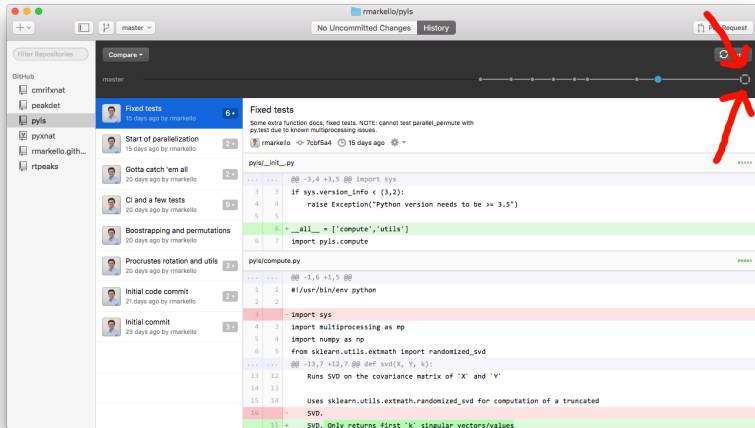 rmarkello/pyls
master
No Uncommitted Changes
History
Request
Filter Repositories
Compare
GitHub
cmrifxnat
peakdet
pyls
pyxnat
rmarkello.gith...
rtpeaks
master
Fixed tests
15 days ago by rmarkello
6
Start of parallelization
15 days ago by rmarkello
2
Gotta catch 'em all
20 days ago by rmarkello
2
CI and a few tests
20 days ago by rmarkello
9
Boostrapping and permutations
20 days ago by rmarkello
Procrustes rotation and utils
20 days ago by rmarkello
3
Initial code commit
21 days ago by rmarkello
2
Initial commit
23 days ago by rmarkello
3
Fixed tests
Some extra function docs, fixed tests. NOTE: cannot test parallel_permute with
py.test due to known multiprocessing issues.
rmarkello 7cbf5a4 15 days ago
pyls/__init__.py
... ... @@ -3,4 +3,5 @@ import sys
3 3 if sys.version_info < (3,2):
4 4 raise Exception("Python version needs to be >= 3.5")
5 5
6 + __all__ = ['compute','utils']
6 7 import pyls.compute
pyls/compute.py
... ... @@ -1,6 +1,5 @@
1 1 #!/usr/bin/env python
2 2
3 - import sys
4 3 import multiprocessing as mp
5 4 import numpy as np
6 5 from sklearn.utils.extmath import randomized_svd
... ... @@ -13,7 +12,7 @@ def svd(X, Y, k):
13 12 Runs SVD on the covariance matrix of `X` and `Y`
14 13
15 14 Uses sklearn.utils.extmath.randomized_svd for computation of a truncated
16 - SVD.
15 + SVD. Only returns first `k` singular vectors/values